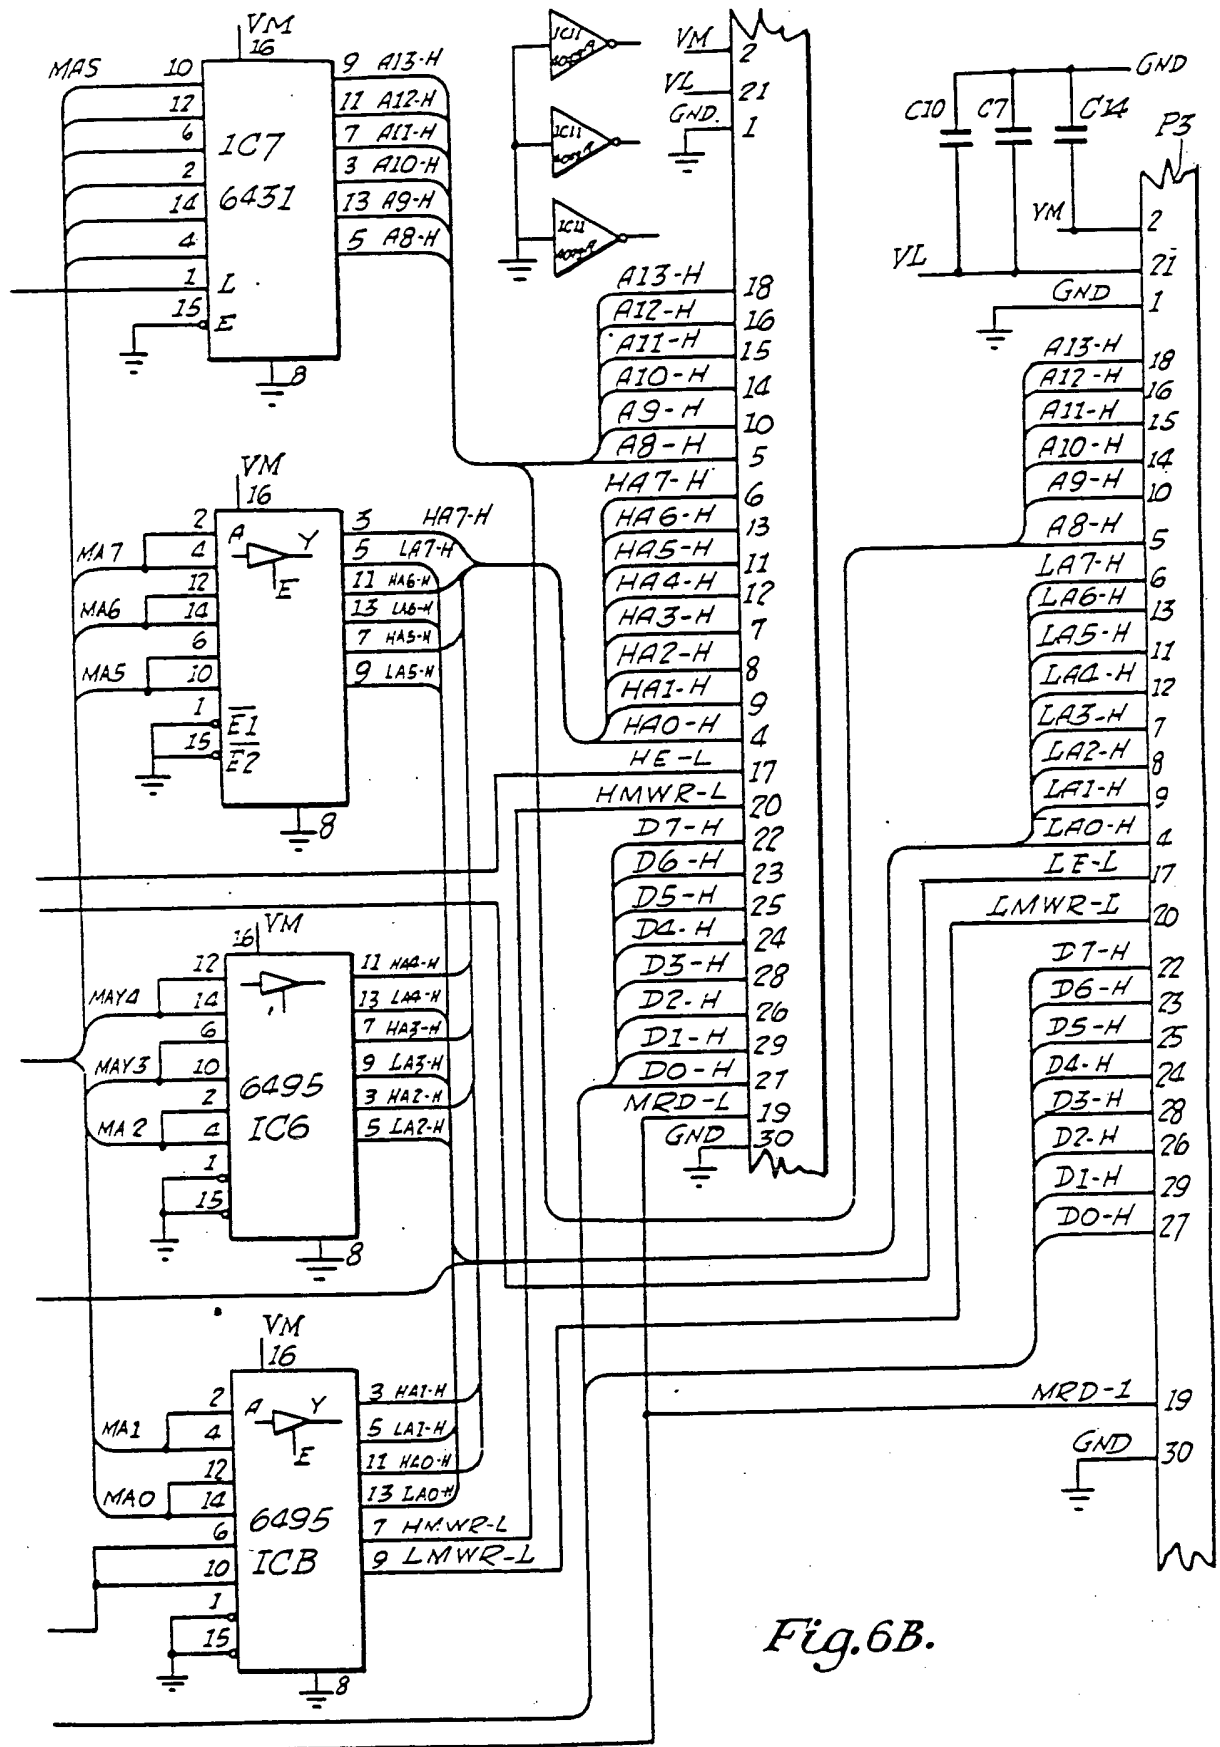 VM
16
MA5
10
12
6
2
14
4
1 L
15 E
1C7
6431
9 A13-H
11 A12-H
7 A11-H
3 A10-H
13 A9-H
5 A8-H
8
IC11
IC11
IC11
VM
2
VL
21
GND.
1
A13-H 18
A12-H 16
A11-H 15
A10-H 14
A9-H 10
A8-H 5
HA7-H 6
HA6-H 13
HA5-H 11
HA4-H 12
HA3-H 7
HA2-H 8
HA1-H 9
HA0-H 4
HE-L 17
HMWR-L 20
D7-H 22
D6-H 23
D5-H 25
D4-H 24
D3-H 28
D2-H 26
D1-H 29
D0-H 27
MRD-L 19
GND 30
VM
16
A Y
E
MA7
2
4
MA6
12
14
MA5
6
10
1 E1
15 E2
3 HA7-H
5 LA7-H
11 HA6-H
13 LA6-H
7 HA5-H
9 LA5-H
8
VM
16
MAY4
12
14
MAY3
6
10
MA2
2
4
1
15
6495
IC6
11 HA4-H
13 LA4-H
7 HA3-H
9 LA3-H
3 HA2-H
5 LA2-H
8
VM
16
A Y
E
MA1
2
4
MA0
12
14
6
10
1
15
6495
ICB
3 HA1-H
5 LA1-H
11 HA0-H
13 LA0-H
7 HMWR-L
9 LMWR-L
8
GND
C10 C7 C14
P3
VM
2
VL
21
GND
1
A13-H 18
A12-H 16
A11-H 15
A10-H 14
A9-H 10
A8-H 5
LA7-H 6
LA6-H 13
LA5-H 11
LA4-H 12
LA3-H 7
LA2-H 8
LA1-H 9
LA0-H 4
LE-L 17
LMWR-L 20
D7-H 22
D6-H 23
D5-H 25
D4-H 24
D3-H 28
D2-H 26
D1-H 29
D0-H 27
MRD-1 19
GND 30
Fig.6B.